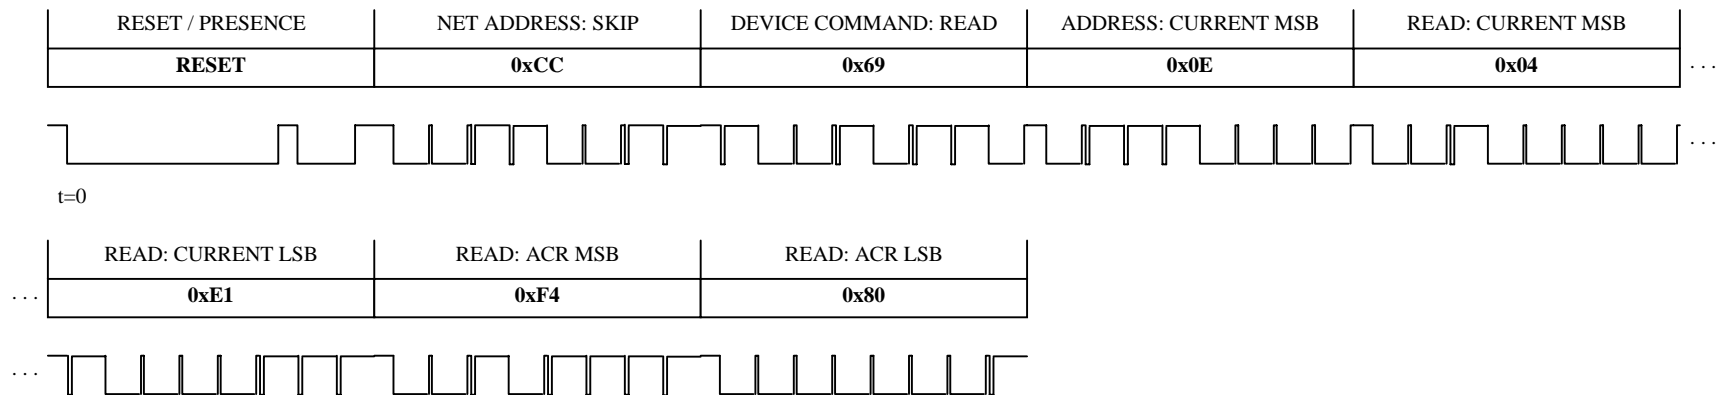 RESET / PRESENCE NET ADDRESS: SKIP DEVICE COMMAND: READ ADDRESS: CURRENT MSB READ: CURRENT MSB
RESET 0xCC 0x69 0x0E 0x04 . . .
. . .
t=0
READ: CURRENT LSB READ: ACR MSB READ: ACR LSB
. . . 0xE1 0xF4 0x80
. . .